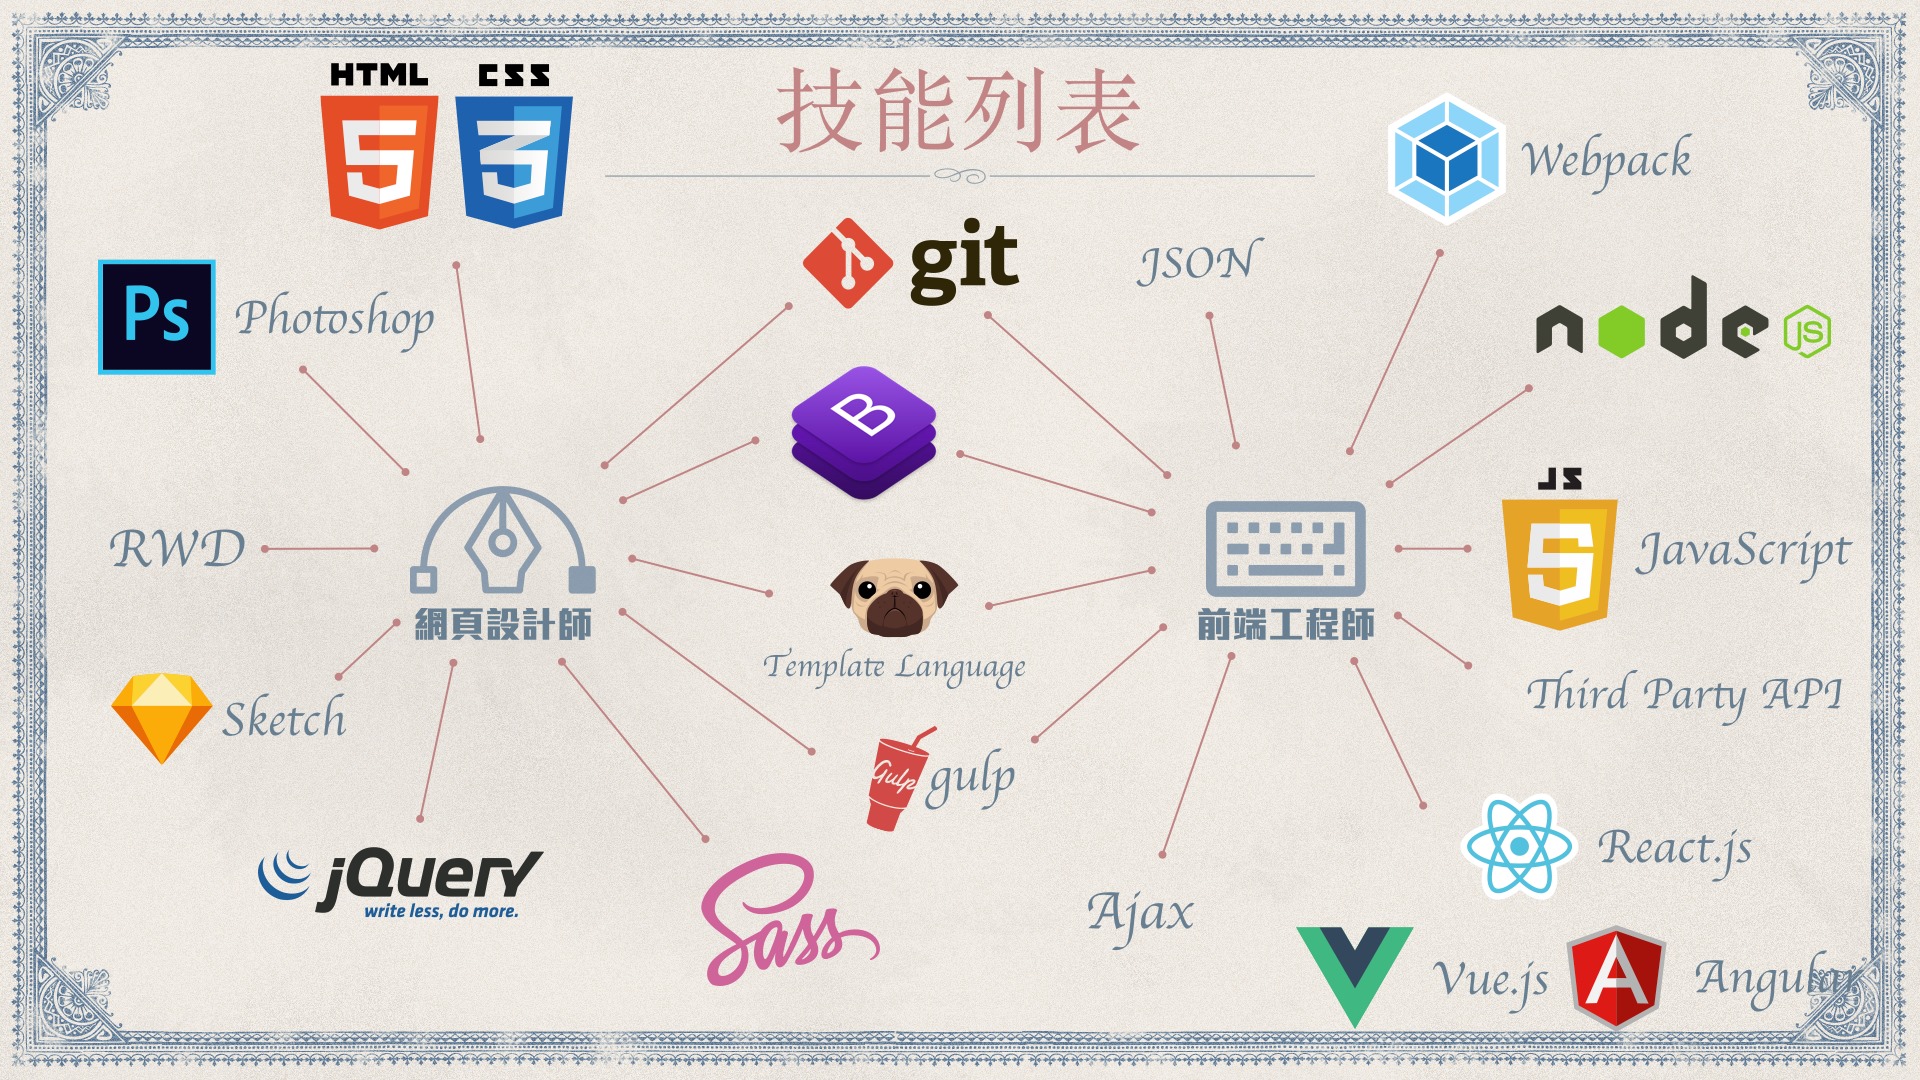 技能列表
HTML
5
CSS
3
Webpack
git
JSON
Ps
Photoshop
node
JS
B
JS
5
JavaScript
RWD
網頁設計師
前端工程師
Template Language
Third Party API
Sketch
Gulp
gulp
React.js
jQuery
write less, do more.
Sass
Ajax
Vue.js
A
Angular